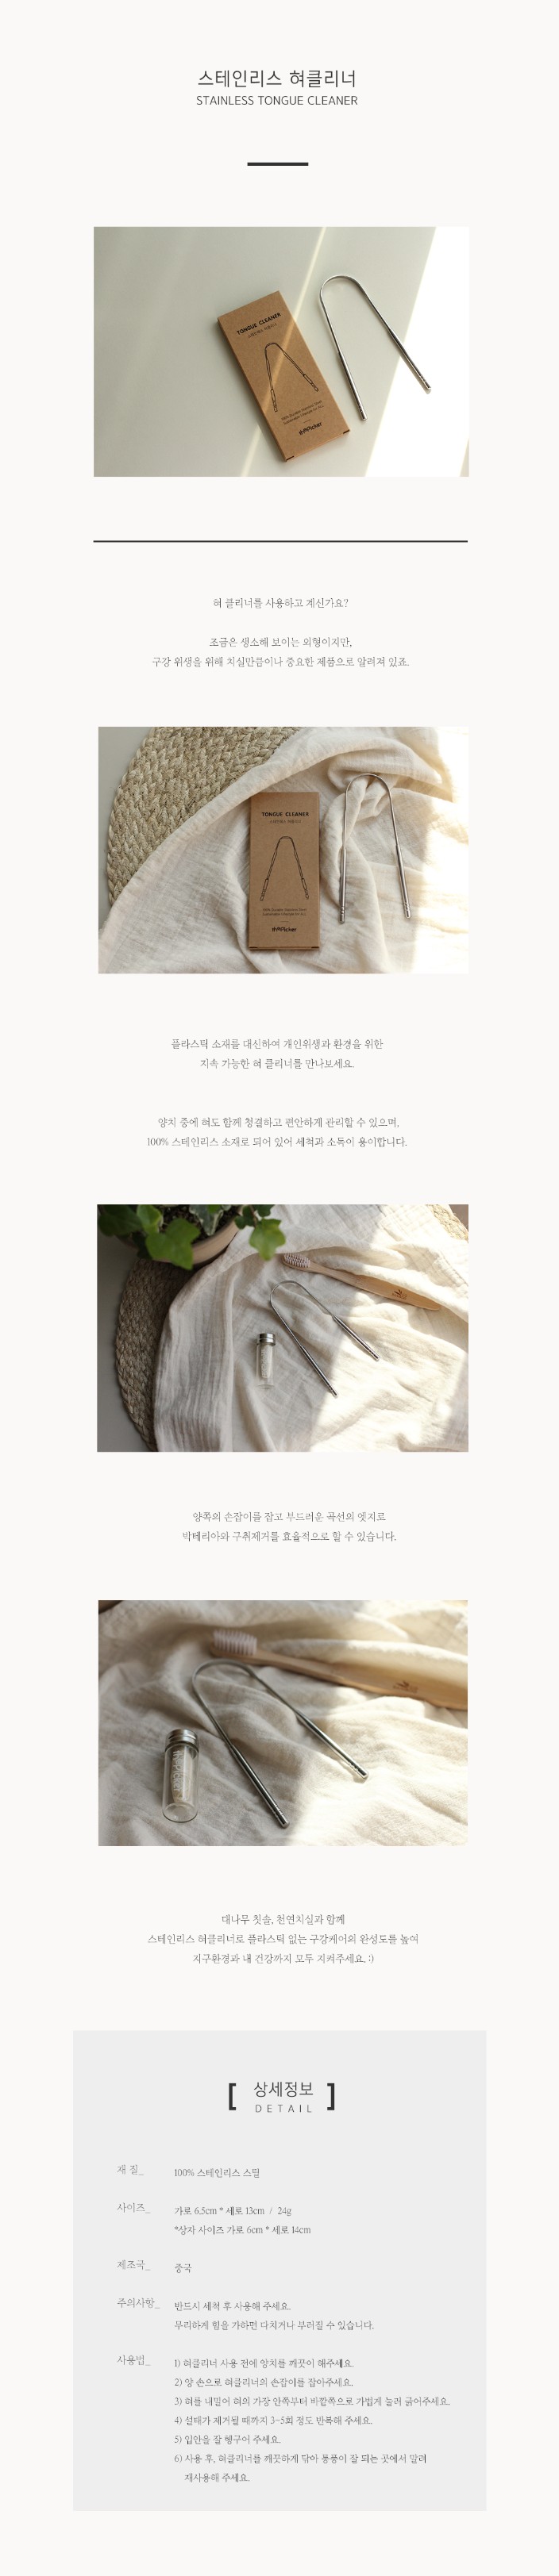 스테인리스 혀클리너
STAINLESS TONGUE CLEANER
TONGUE CLEANER
혀 클리너를 사용하고 계신가요?
조금은 생소해 보이는 외형이지만,
구강 위생을 위해 치실만큼이나 중요한 제품으로 알려져 있죠.
TONGUE CLEANER
스테인레스 혀클리너
플라스틱 소재를 대신하여 개인위생과 환경을 위한
지속 가능한 혀 클리너를 만나보세요.
양치 중에 혀도 함께 청결하고 편안하게 관리할 수 있으며,
100% 스테인리스 소재로 되어 있어 세척과 소독이 용이합니다.
양쪽의 손잡이를 잡고 부드러운 곡선의 엣지로
박테리아와 구취제거를 효율적으로 할 수 있습니다.
대나무 칫솔, 천연치실과 함께
스테인리스 혀클리너로 플라스틱 없는 구강케어의 완성도를 높여
지구환경과 내 건강까지 모두 지켜주세요. :)
[ 상세정보 ]
DETAIL
재 질_ 100% 스테인리스 스틸
사이즈_ 가로 6.5cm * 세로 13cm / 24g
*상자 사이즈 가로 6cm * 세로 14cm
제조국_ 중국
주의사항_ 반드시 세척 후 사용해 주세요.
무리하게 힘을 가하면 다치거나 부러질 수 있습니다.
사용법_ 1) 혀클리너 사용 전에 양치를 깨끗이 해주세요.
2) 양 손으로 혀클리너의 손잡이를 잡아주세요.
3) 혀를 내밀어 혀의 가장 안쪽부터 바깥쪽으로 가볍게 눌러 긁어주세요.
4) 설태가 제거될 때까지 3~5회 정도 반복해 주세요.
5) 입안을 잘 헹구어 주세요.
6) 사용 후, 혀클리너를 깨끗하게 닦아 통풍이 잘 되는 곳에서 말려
재사용해 주세요.